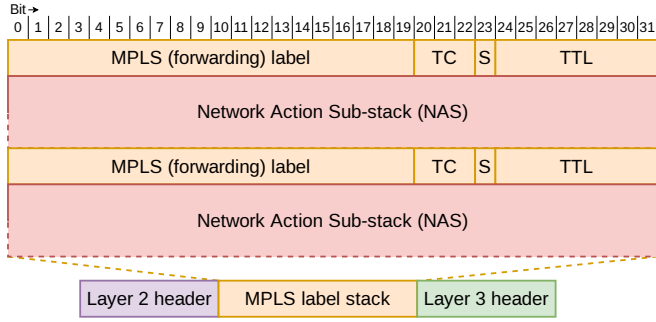 Bit→
0 1 2 3 4 5 6 7 8 9 10 11 12 13 14 15 16 17 18 19 20 21 22 23 24 25 26 27 28 29 30 31
MPLS (forwarding) label TC S TTL
Network Action Sub-stack (NAS)
MPLS (forwarding) label TC S TTL
Network Action Sub-stack (NAS)
Layer 2 header MPLS label stack Layer 3 header